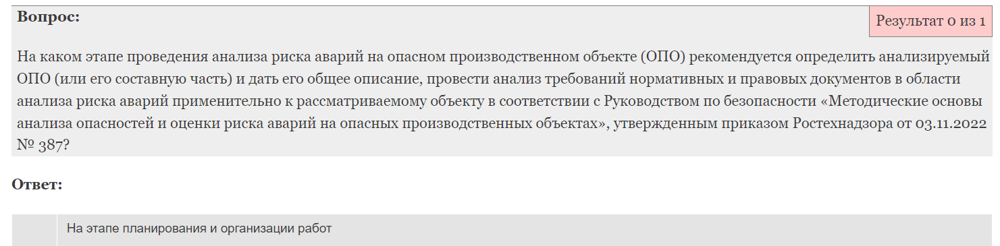 Вопрос:
Результат 0 из 1
На каком этапе проведения анализа риска аварий на опасном производственном объекте (ОПО) рекомендуется определить анализируемый
ОПО (или его составную часть) и дать его общее описание, провести анализ требований нормативных и правовых документов в области
анализа риска аварий применительно к рассматриваемому объекту в соответствии с Руководством по безопасности «Методические основы
анализа опасностей и оценки риска аварий на опасных производственных объектах», утвержденным приказом Ростехнадзора от 03.11.2022
№ 387?
Ответ:
На этапе планирования и организации работ